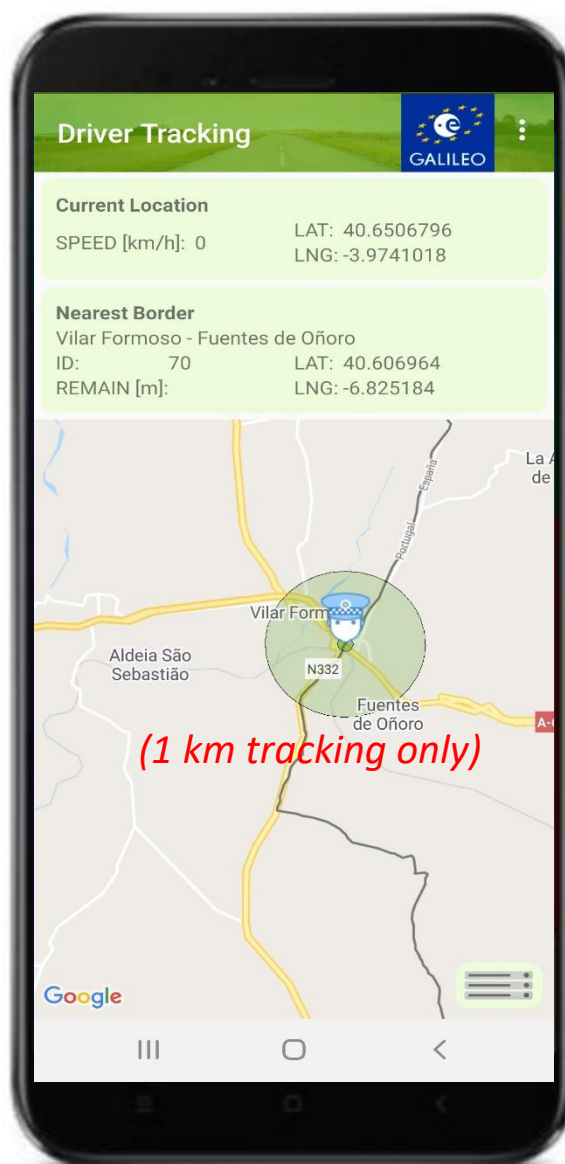 Driver Tracking
GALILEO
Current Location
SPEED [km/h]: 0
LAT: 40.6506796
LNG: -3.9741018
Nearest Border
Vilar Formoso - Fuentes de Oñoro
ID: 70
LAT: 40.606964
REMAIN [m]:
LNG: -6.825184
La A
de
España
Portugal
Vilar Form
Aldeia São
Sebastião
N332
Fuentes
de Oñoro
A-6
(1 km tracking only)
Google